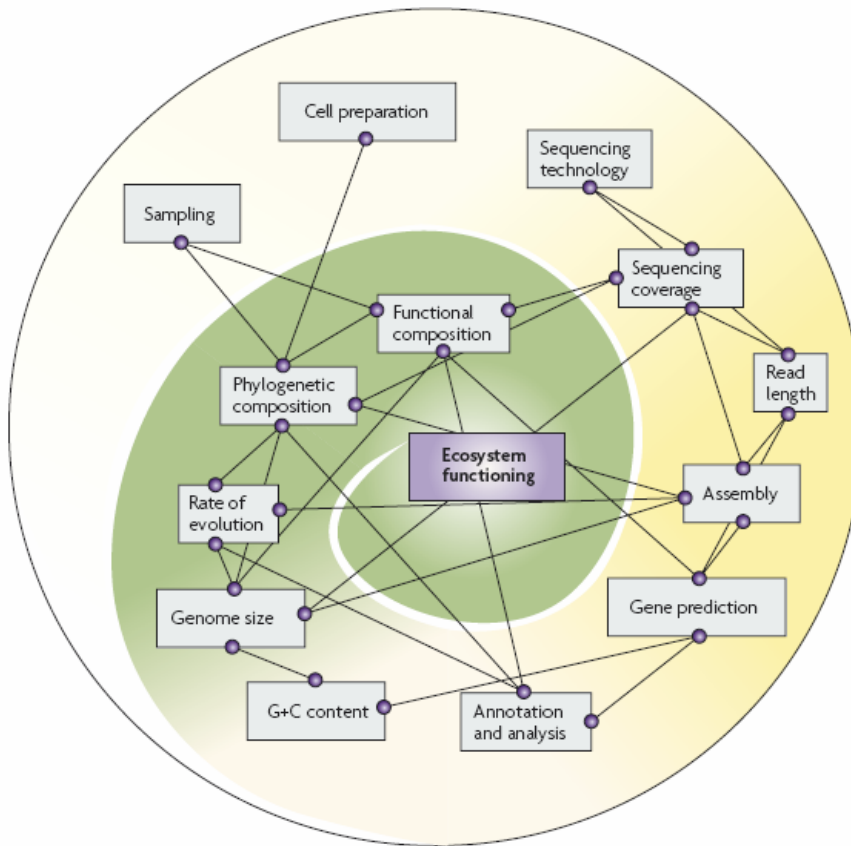 Cell preparation
Sequencing
technology
Sampling
Sequencing
coverage
Functional
composition
Phylogenetic
composition
Read
length
Ecosystem
functioning
Assembly
Rate of
evolution
Genome size
Gene prediction
G+C content
Annotation
and analysis